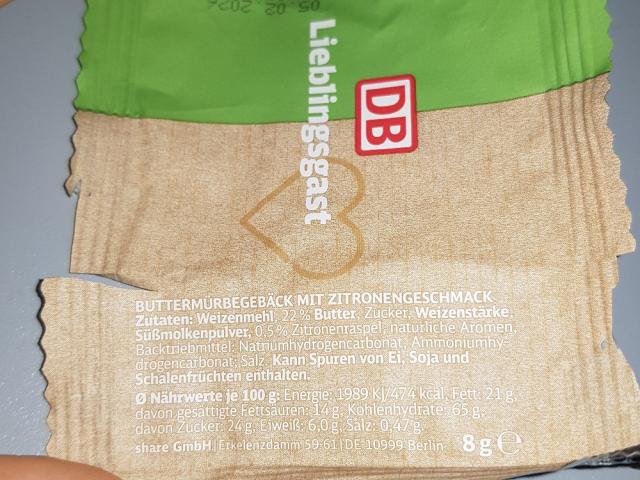 05.02.2026
Lieblingsgast
DB
BUTTERMÜRBEGEBÄCK MIT ZITRONENGESCHMACK
Zutaten: Weizenmehl, 22 % Butter, Zucker, Weizenstärke,
Süßmolkenpulver, 0,5 % Zitronenraspel, natürliche Aromen,
Backtriebmittel: Natriumhydrogencarbonat, Ammoniumhy-
drogencarbonat; Salz. Kann Spuren von Ei, Soja und
Schalenfrüchten enthalten.
Ø Nährwerte je 100 g: Energie: 1989 KJ/474 kcal, Fett: 21 g,
davon gesättigte Fettsäuren: 14 g, Kohlenhydrate: 65 g,
davon Zucker: 24 g, Eiweiß: 6,0 g, Salz: 0,47 g.
share GmbH | Erkelenzdamm 59-61 | DE 10999 Berlin 8 g ℮